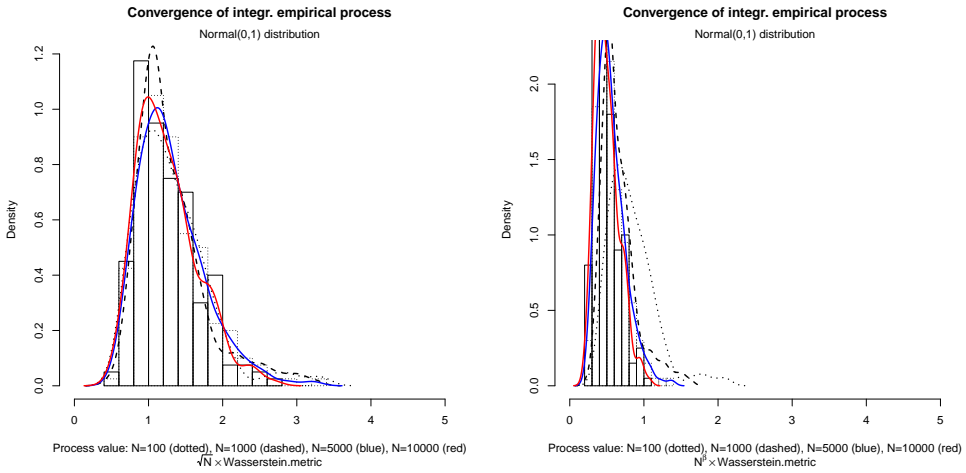 Convergence of integr. empirical process
Normal(0,1) distribution
Density
0.0 0.2 0.4 0.6 0.8 1.0 1.2
0 1 2 3 4 5
Process value: N=100 (dotted), N=1000 (dashed), N=5000 (blue), N=10000 (red)
√N × Wasserstein.metric
Convergence of integr. empirical process
Normal(0,1) distribution
Density
0.0 0.5 1.0 1.5 2.0
0 1 2 3 4 5
Process value: N=100 (dotted), N=1000 (dashed), N=5000 (blue), N=10000 (red)
N^β × Wasserstein.metric